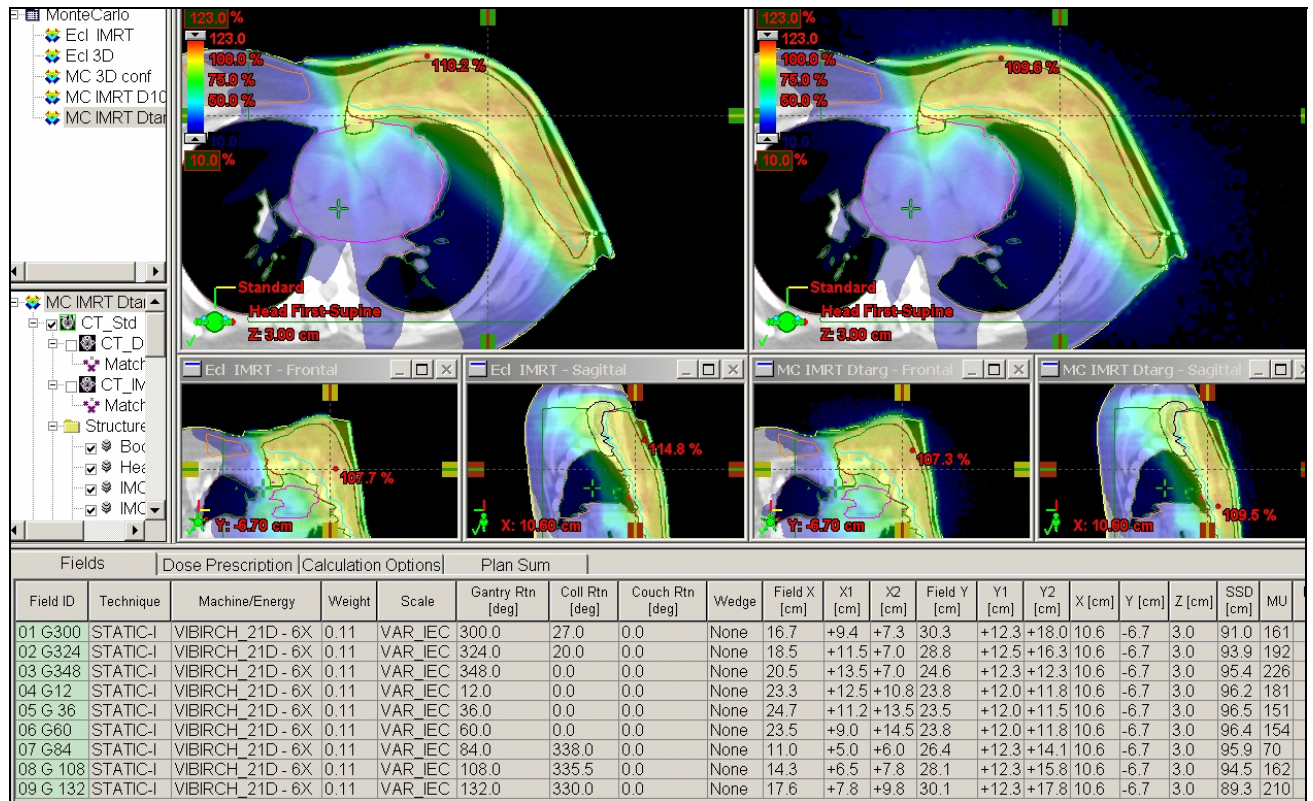 MonteCarlo
Ecl IMRT
Ecl 3D
MC 3D conf
MC IMRT D10
MC IMRT Dtar
123.0 %
123.0
100.0 %
75.0 %
50.0 %
10.0
10.0 %
110.2 %
Standard
Head First-Supine
Z: 3.00 cm
123.0 %
123.0
100.0 %
75.0 %
50.0 %
10.0
10.0 %
109.6 %
Standard
Head First-Supine
Z: 3.00 cm
MC IMRT Dtar
CT_Std
CT_D
Match
CT_IM
Match
Structure
Bod
Hea
IMC
IMC
Ecl IMRT - Frontal
107.7 %
Y: -6.70 cm
Ecl IMRT - Sagittal
114.8 %
X: 10.60 cm
MC IMRT Dtarg - Frontal
107.3 %
Y: -6.70 cm
MC IMRT Dtarg - Sagittal
109.5 %
X: 10.60 cm
Fields Dose Prescription Calculation Options Plan Sum
Field ID Technique Machine/Energy Weight Scale Gantry Rtn [deg] Coll Rtn [deg] Couch Rtn [deg] Wedge Field X [cm] X1 [cm] X2 [cm] Field Y [cm] Y1 [cm] Y2 [cm] X [cm] Y [cm] Z [cm] SSD [cm] MU
01 G300 STATIC-I VIBIRCH_21D - 6X 0.11 VAR_IEC 300.0 27.0 0.0 None 16.7 +9.4 +7.3 30.3 +12.3 +18.0 10.6 -6.7 3.0 91.0 161
02 G324 STATIC-I VIBIRCH_21D - 6X 0.11 VAR_IEC 324.0 20.0 0.0 None 18.5 +11.5 +7.0 28.8 +12.5 +16.3 10.6 -6.7 3.0 93.9 192
03 G348 STATIC-I VIBIRCH_21D - 6X 0.11 VAR_IEC 348.0 0.0 0.0 None 20.5 +13.5 +7.0 24.6 +12.3 +12.3 10.6 -6.7 3.0 95.4 226
04 G12 STATIC-I VIBIRCH_21D - 6X 0.11 VAR_IEC 12.0 0.0 0.0 None 23.3 +12.5 +10.8 23.8 +12.0 +11.8 10.6 -6.7 3.0 96.2 181
05 G 36 STATIC-I VIBIRCH_21D - 6X 0.11 VAR_IEC 36.0 0.0 0.0 None 24.7 +11.2 +13.5 23.5 +12.0 +11.5 10.6 -6.7 3.0 96.5 151
06 G60 STATIC-I VIBIRCH_21D - 6X 0.11 VAR_IEC 60.0 0.0 0.0 None 23.5 +9.0 +14.5 23.8 +12.0 +11.8 10.6 -6.7 3.0 96.4 154
07 G84 STATIC-I VIBIRCH_21D - 6X 0.11 VAR_IEC 84.0 338.0 0.0 None 11.0 +5.0 +6.0 26.4 +12.3 +14.1 10.6 -6.7 3.0 95.9 70
08 G 108 STATIC-I VIBIRCH_21D - 6X 0.11 VAR_IEC 108.0 335.5 0.0 None 14.3 +6.5 +7.8 28.1 +12.3 +15.8 10.6 -6.7 3.0 94.5 162
09 G 132 STATIC-I VIBIRCH_21D - 6X 0.11 VAR_IEC 132.0 330.0 0.0 None 17.6 +7.8 +9.8 30.1 +12.3 +17.8 10.6 -6.7 3.0 89.3 210